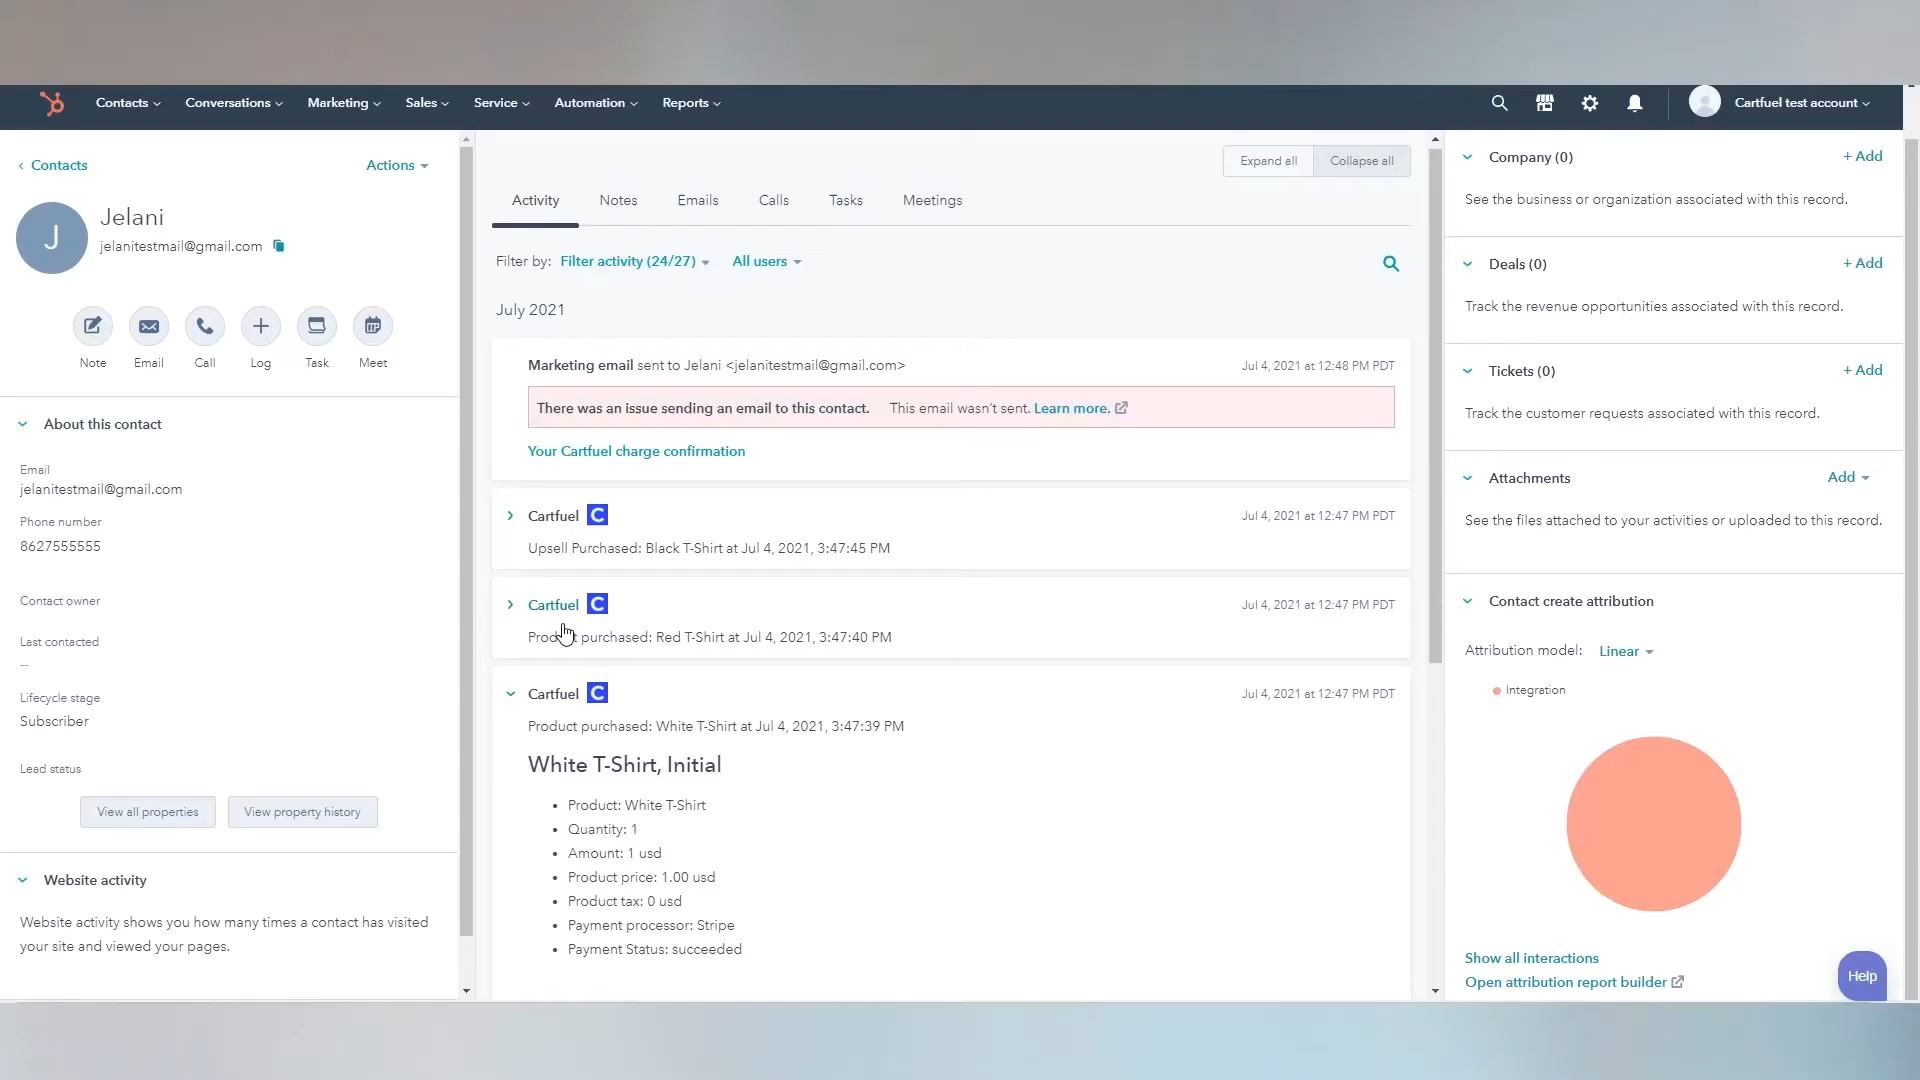 Contacts Conversations Marketing Sales Service Automation Reports Cartfuel test account
Contacts Actions
J
Jelani
jelanitestmail@gmail.com
Note Email Call Log Task Meet
About this contact
Email
jelanitestmail@gmail.com
Phone number
8627555555
Contact owner
Last contacted
--
Lifecycle stage
Subscriber
Lead status
View all properties View property history
Website activity
Website activity shows you how many times a contact has visited
your site and viewed your pages.
Expand all Collapse all
Activity Notes Emails Calls Tasks Meetings
Filter by: Filter activity (24/27) All users
July 2021
Marketing email sent to Jelani <jelanitestmail@gmail.com> Jul 4, 2021 at 12:48 PM PDT
There was an issue sending an email to this contact. This email wasn't sent. Learn more.
Your Cartfuel charge confirmation
Cartfuel C Jul 4, 2021 at 12:47 PM PDT
Upsell Purchased: Black T-Shirt at Jul 4, 2021, 3:47:45 PM
Cartfuel C Jul 4, 2021 at 12:47 PM PDT
Product purchased: Red T-Shirt at Jul 4, 2021, 3:47:40 PM
Cartfuel C Jul 4, 2021 at 12:47 PM PDT
Product purchased: White T-Shirt at Jul 4, 2021, 3:47:39 PM
White T-Shirt, Initial
• Product: White T-Shirt
• Quantity: 1
• Amount: 1 usd
• Product price: 1.00 usd
• Product tax: 0 usd
• Payment processor: Stripe
• Payment Status: succeeded
Company (0) + Add
See the business or organization associated with this record.
Deals (0) + Add
Track the revenue opportunities associated with this record.
Tickets (0) + Add
Track the customer requests associated with this record.
Attachments Add
See the files attached to your activities or uploaded to this record.
Contact create attribution
Attribution model: Linear
Integration
Show all interactions
Open attribution report builder
Help